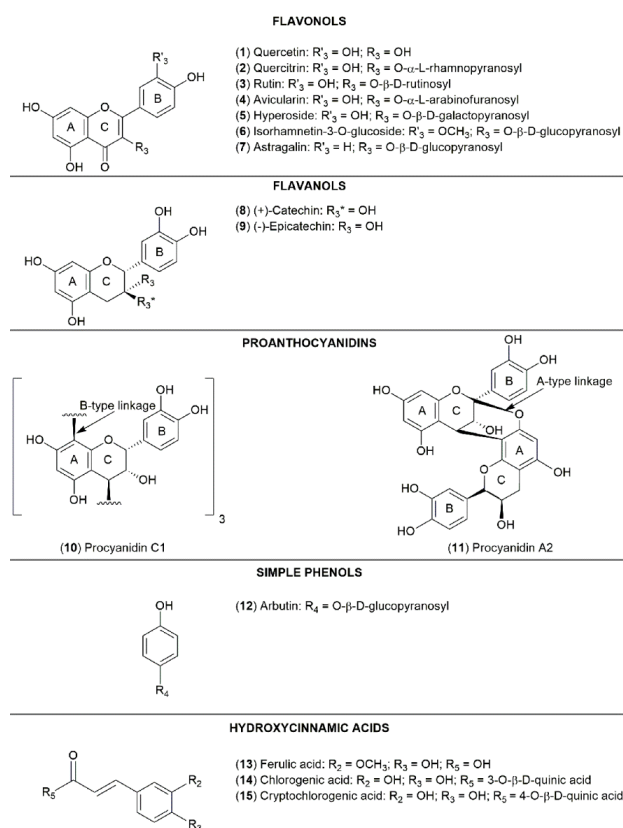 FLAVONOLS
(1) Quercetin: R'₃ = OH; R₃ = OH
(2) Quercitrin: R'₃ = OH; R₃ = O-α-L-rhamnopyranosyl
(3) Rutin: R'₃ = OH; R₃ = O-β-D-rutinosyl
(4) Avicularin: R'₃ = OH; R₃ = O-α-L-arabinofuranosyl
(5) Hyperoside: R'₃ = OH; R₃ = O-β-D-galactopyranosyl
(6) Isorhamnetin-3-O-glucoside: R'₃ = OCH₃; R₃ = O-β-D-glucopyranosyl
(7) Astragalin: R'₃ = H; R₃ = O-β-D-glucopyranosyl
R'₃
OH
B
HO
O
A
C
R₃
OH
O
FLAVANOLS
(8) (+)-Catechin: R₃* = OH
(9) (-)-Epicatechin: R₃ = OH
OH
OH
B
HO
O
A
C
R₃
R₃*
OH
PROANTHOCYANIDINS
B-type linkage
OH
OH
B
HO
O
A
C
OH
OH
3
(10) Procyanidin C1
A-type linkage
OH
OH
B
HO
O
A
C
O
OH
OH
A
O
OH
C
HO
B
HO
OH
(11) Procyanidin A2
SIMPLE PHENOLS
(12) Arbutin: R₄ = O-β-D-glucopyranosyl
OH
R₄
HYDROXYCINNAMIC ACIDS
(13) Ferulic acid: R₂ = OCH₃; R₃ = OH; R₅ = OH
(14) Chlorogenic acid: R₂ = OH; R₃ = OH; R₅ = 3-O-β-D-quinic acid
(15) Cryptochlorogenic acid: R₂ = OH; R₃ = OH; R₅ = 4-O-β-D-quinic acid
O
R₅
R₂
R₃